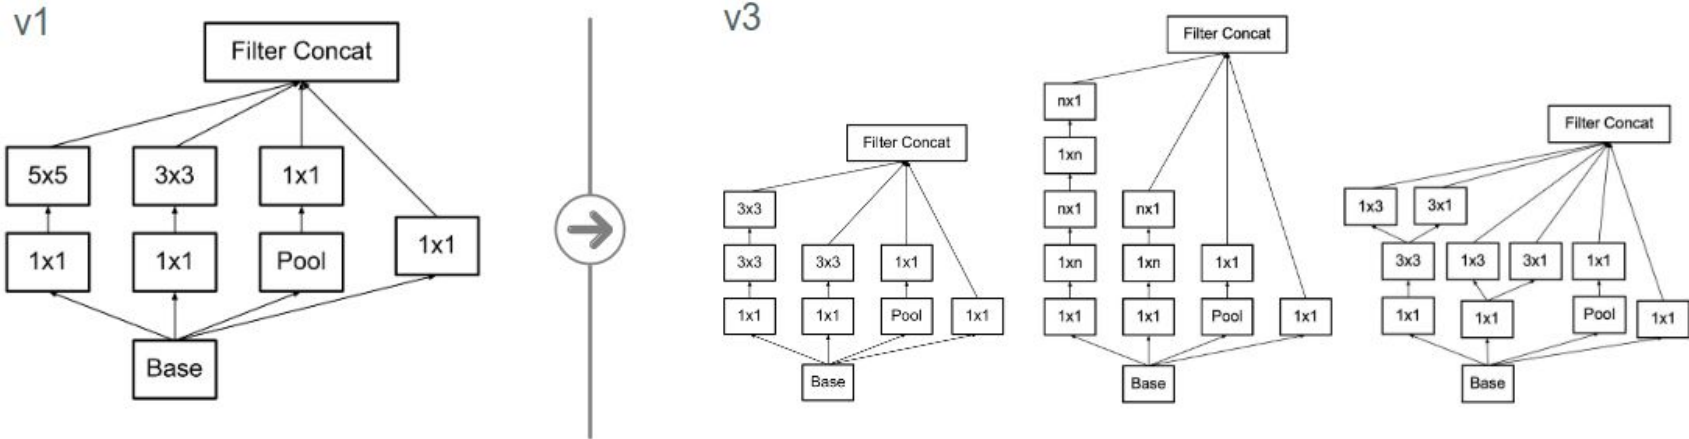 v1
Filter Concat
5x5
3x3
1x1
1x1
1x1
Pool
1x1
Base
v3
Filter Concat
3x3
3x3
3x3
1x1
1x1
1x1
Pool
1x1
Base
Filter Concat
nx1
1xn
nx1
nx1
1xn
1xn
1x1
1x1
1x1
Pool
1x1
Base
Filter Concat
1x3
3x1
3x3
1x3
3x1
1x1
1x1
1x1
Pool
1x1
Base